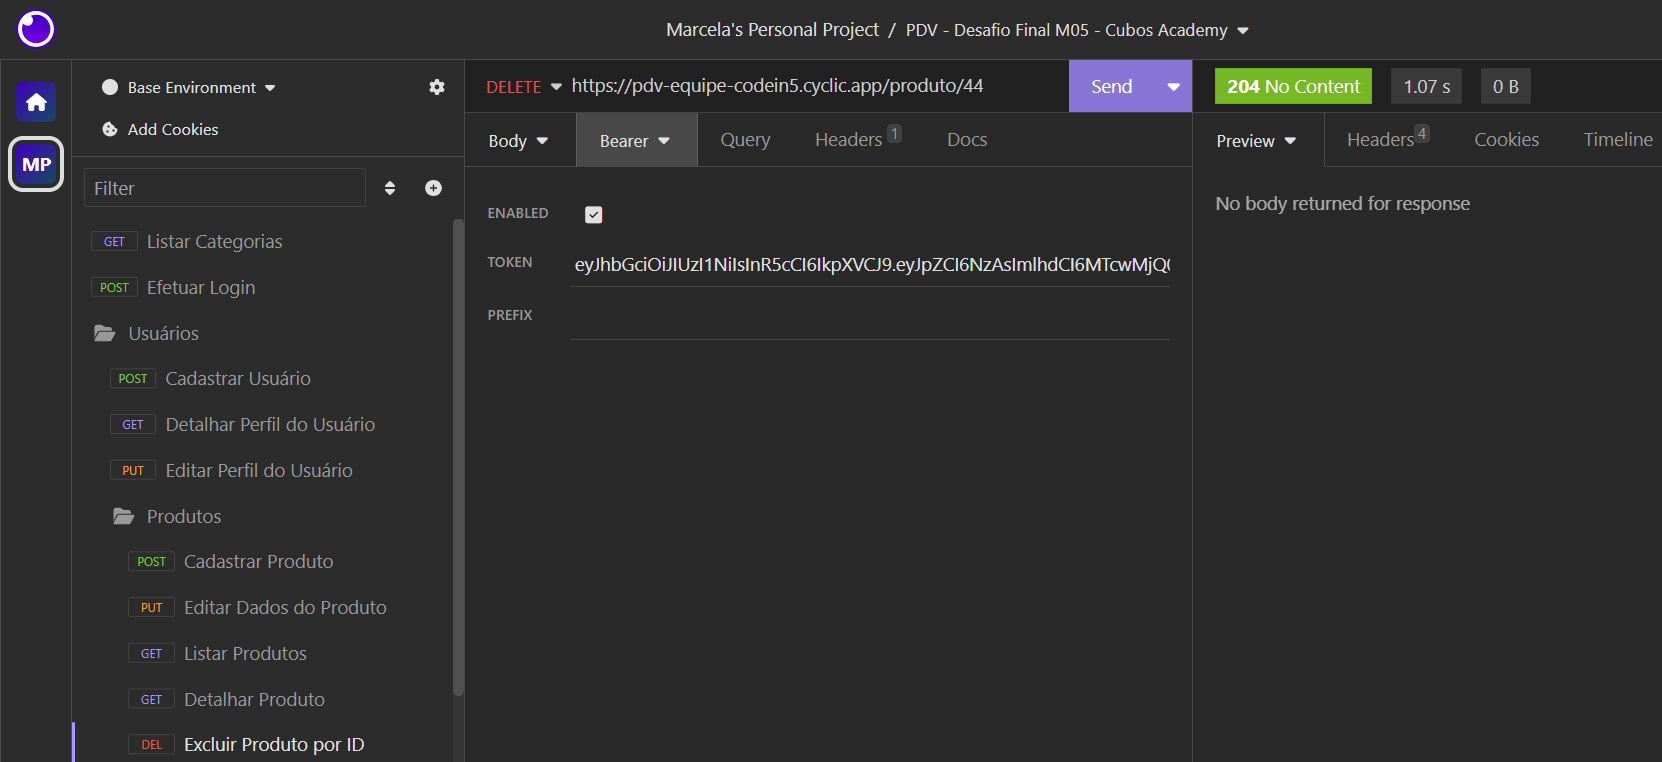 Marcela's Personal Project / PDV - Desafio Final M05 - Cubos Academy
MP
Base Environment
Add Cookies
Filter
GET Listar Categorias
POST Efetuar Login
Usuários
POST Cadastrar Usuário
GET Detalhar Perfil do Usuário
PUT Editar Perfil do Usuário
Produtos
POST Cadastrar Produto
PUT Editar Dados do Produto
GET Listar Produtos
GET Detalhar Produto
DEL Excluir Produto por ID
DELETE https://pdv-equipe-codein5.cyclic.app/produto/44 Send
Body Bearer Query Headers 1 Docs
ENABLED
TOKEN eyJhbGciOiJIUzI1NiIsInR5cCI6IkpXVCJ9.eyJpZCI6NzAsImlhdCI6MTcwMjQ0
PREFIX
204 No Content 1.07 s 0 B
Preview Headers 4 Cookies Timeline
No body returned for response